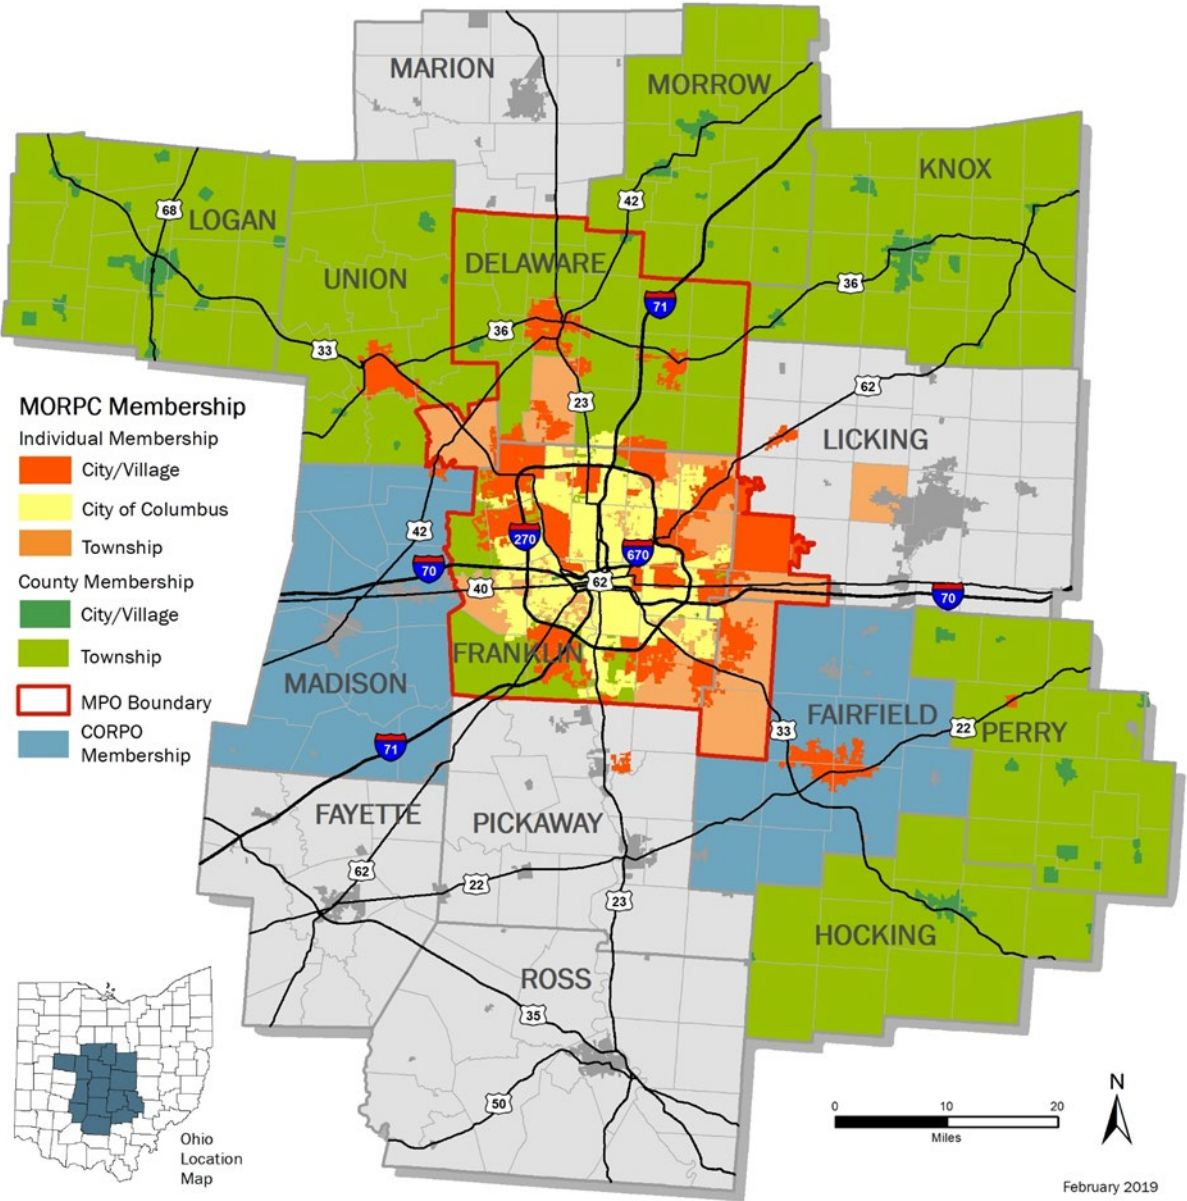 MARION
MORROW
KNOX
42
68
LOGAN
DELAWARE
UNION
36
71
36
33
62
23
MORPC Membership
Individual Membership
City/Village
City of Columbus
Township
County Membership
City/Village
Township
MPO Boundary
CORPO
Membership
LICKING
42
270
670
70
62
40
70
FRANKLIN
MADISON
FAIRFIELD
33
22
PERRY
71
FAYETTE
PICKAWAY
62
22
23
HOCKING
ROSS
35
50
Ohio
Location
Map
N
0 10 20
Miles
February 2019